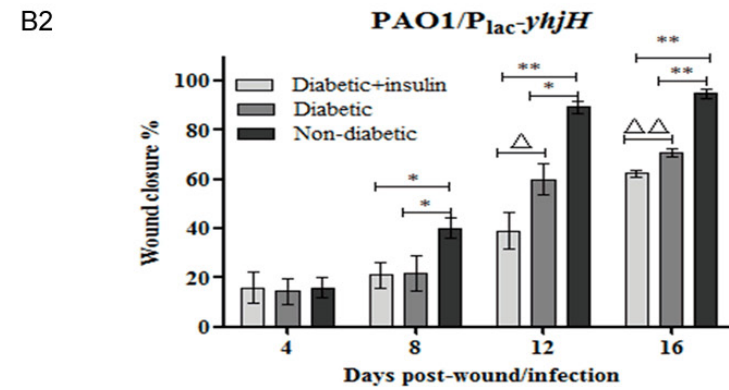 B2
PAO1/Plac-yhjH
Wound closure %
100
80
60
40
20
0
Diabetic+insulin
Diabetic
Non-diabetic
*
*
**
*
△
**
**
△△
4 8 12 16
Days post-wound/infection